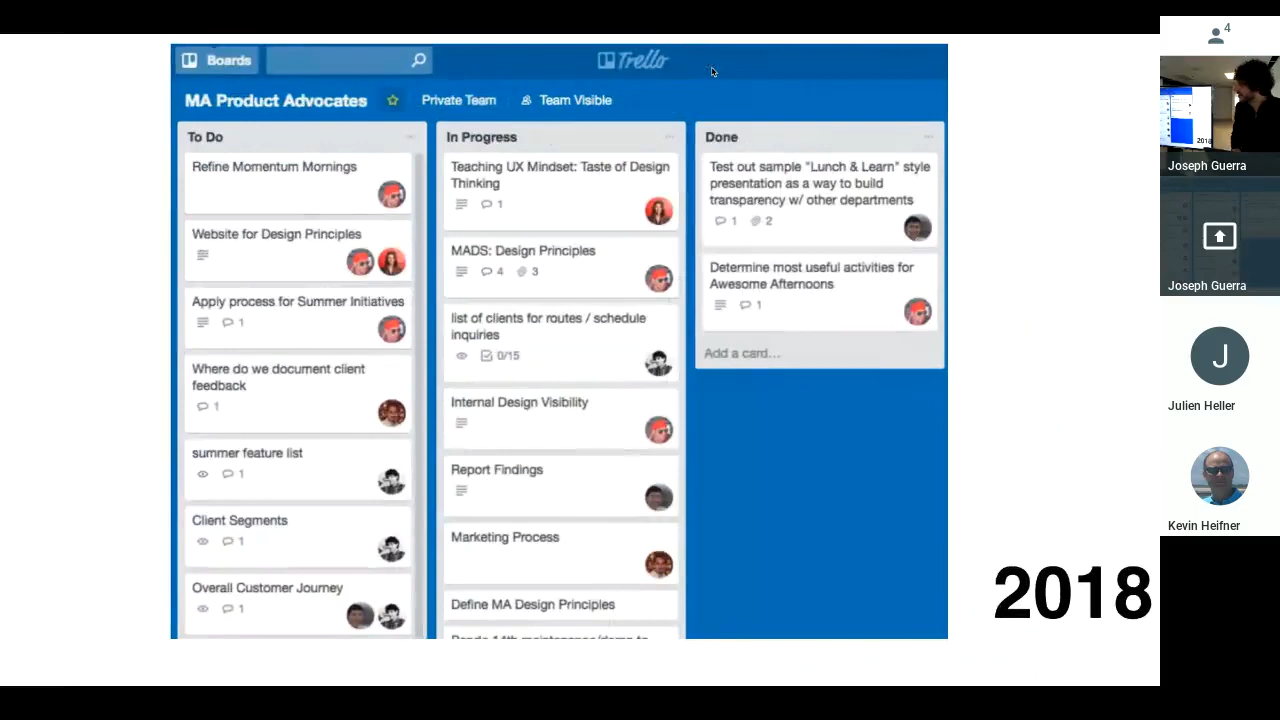 Boards
Trello
MA Product Advocates
Private Team
Team Visible
To Do
Refine Momentum Mornings
Website for Design Principles
Apply process for Summer Initiatives
1
Where do we document client
feedback
1
summer feature list
1
Client Segments
1
Overall Customer Journey
1
In Progress
Teaching UX Mindset: Taste of Design
Thinking
1
MADS: Design Principles
4 3
list of clients for routes / schedule
inquiries
0/15
Internal Design Visibility
Report Findings
Marketing Process
Define MA Design Principles
Done
Test out sample "Lunch & Learn" style
presentation as a way to build
transparency w/ other departments
1 2
Determine most useful activities for
Awesome Afternoons
1
Add a card...
2018
4
2018
Joseph Guerra
Joseph Guerra
J
Julien Heller
Kevin Heifner